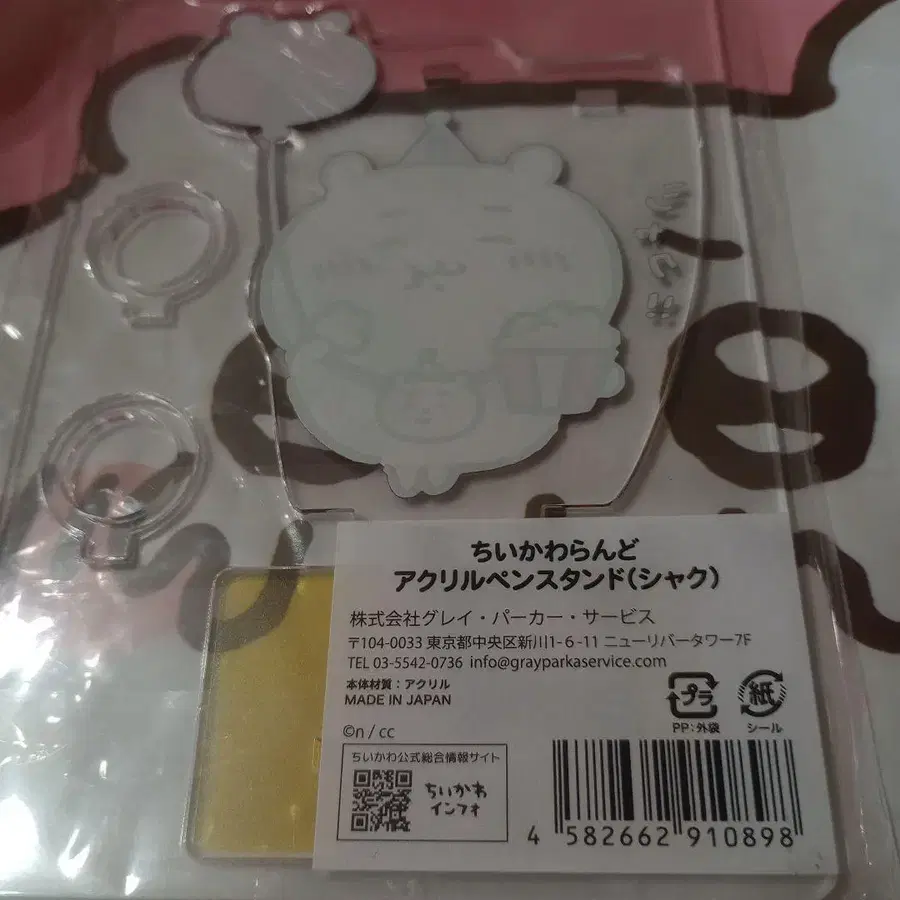 ちいかわらんど
アクリルペンスタンド(シャク)
株式会社グレイ・パーカー・サービス
〒104-0033 東京都中央区新川1-6-11 ニューリバータワー7F
TEL 03-5542-0736 info@grayparkaservice.com
本体材質：アクリル
MADE IN JAPAN
プラ
PP:外袋
紙
シール
©n / cc
ちいかわ公式総合情報サイト
ちいかわ
インフォ
4 582662 910898